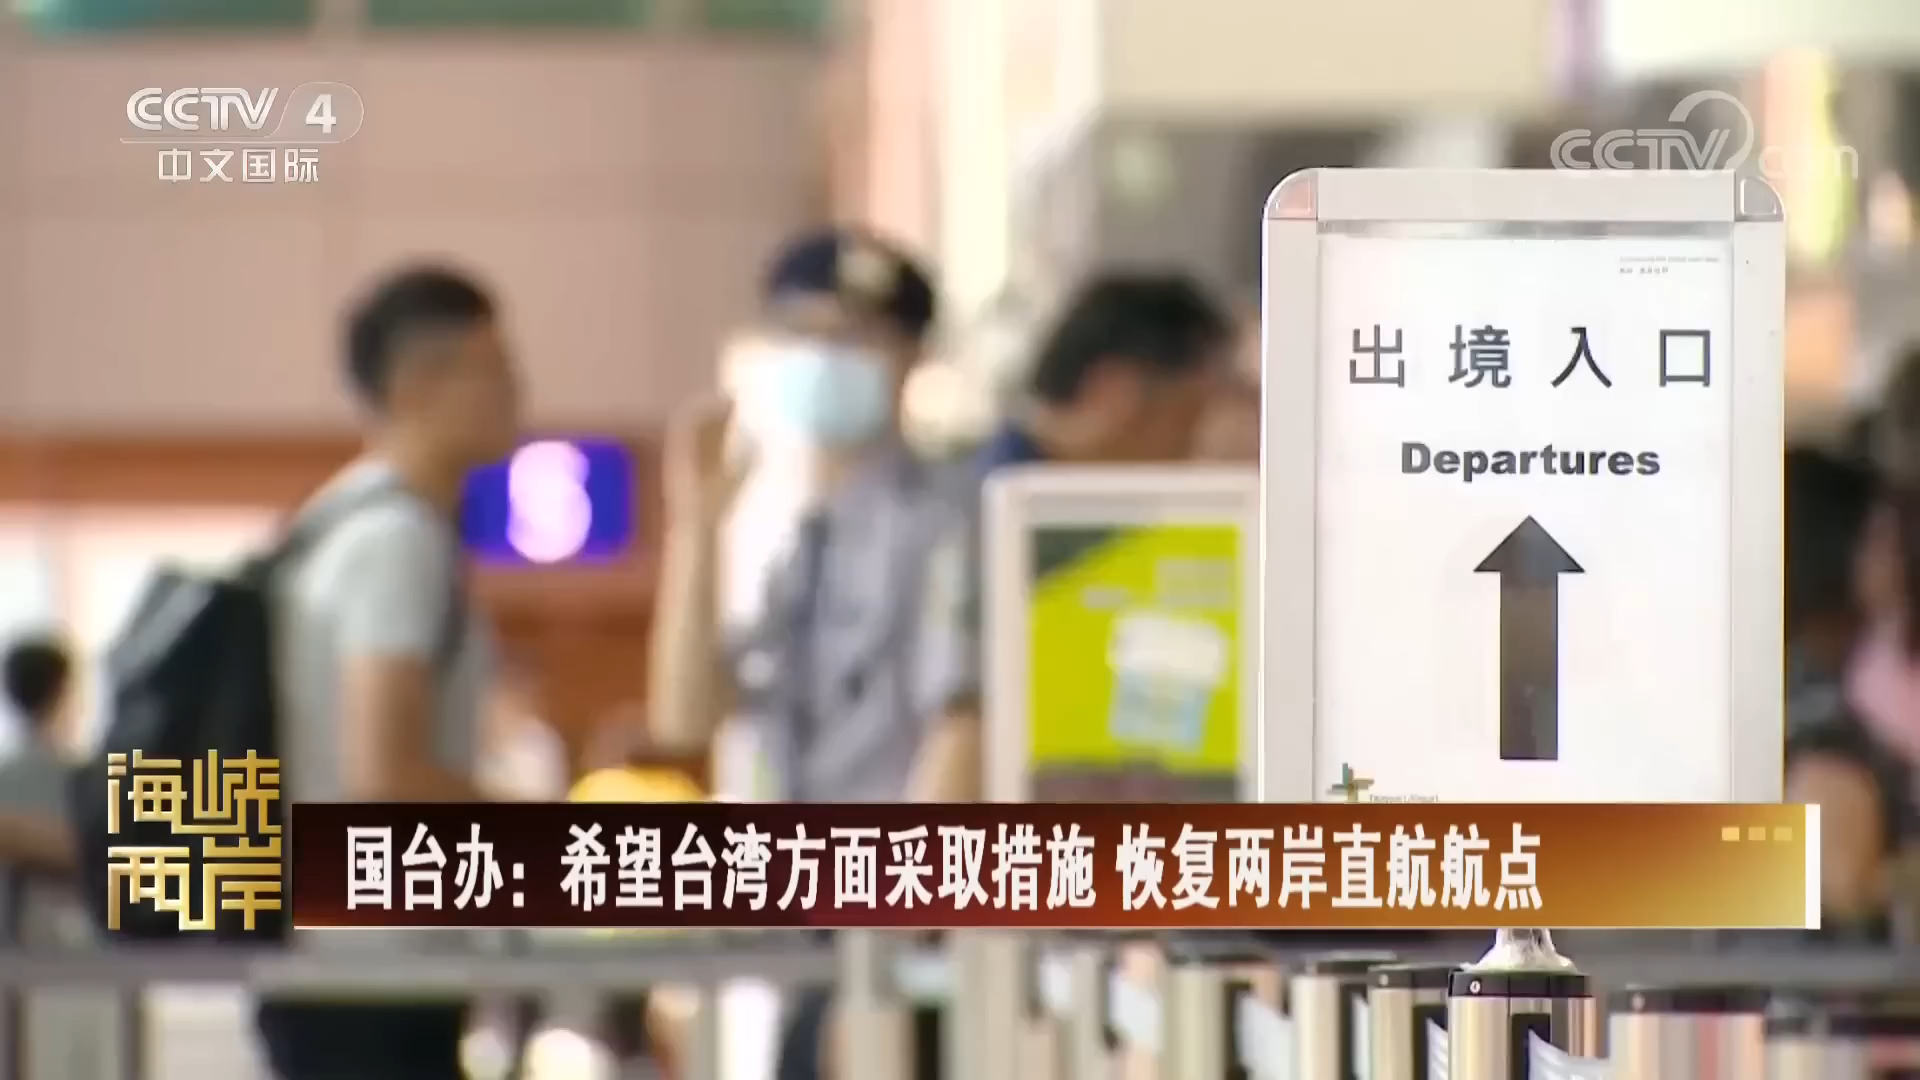 CCTV 4
中文国际
CCTV.com
出境入口
Departures
海峡两岸
国台办：希望台湾方面采取措施 恢复两岸直航航点